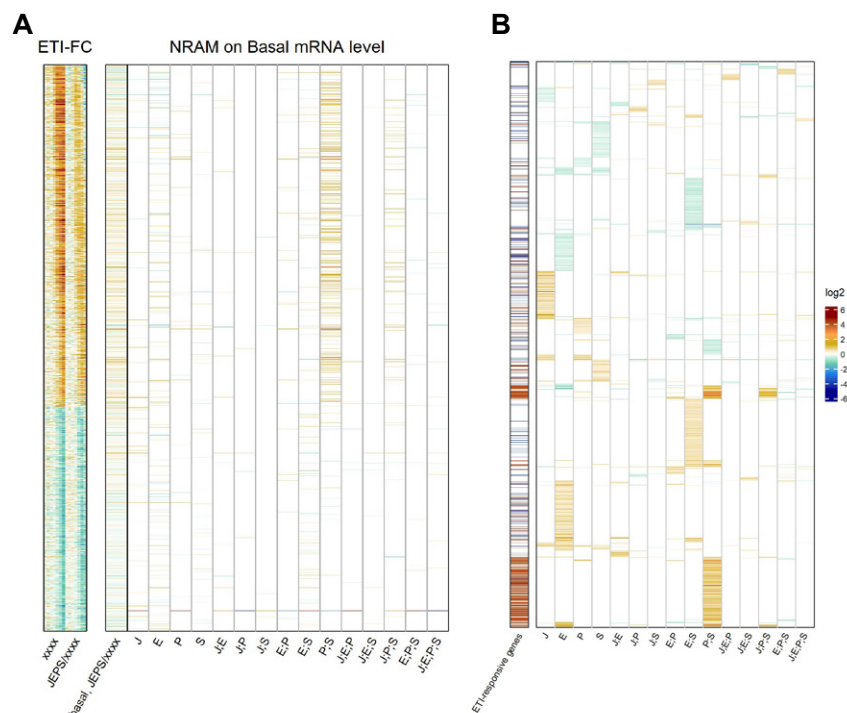 A
B
ETI-FC
NRAM on Basal mRNA level
log2
6
4
2
0
-2
-4
-6
xxxx
JEPS/xxxx
basal, JEPS/xxxx
J
E
P
S
J;E
J;P
J;S
E;P
E;S
P;S
J;E;P
J;E;S
J;P;S
E;P;S
J;E;P;S
ETI-responsive genes
J
E
P
S
J;E
J;P
J;S
E;P
E;S
P;S
J;E;P
J;E;S
J;P;S
E;P;S
J;E;P;S